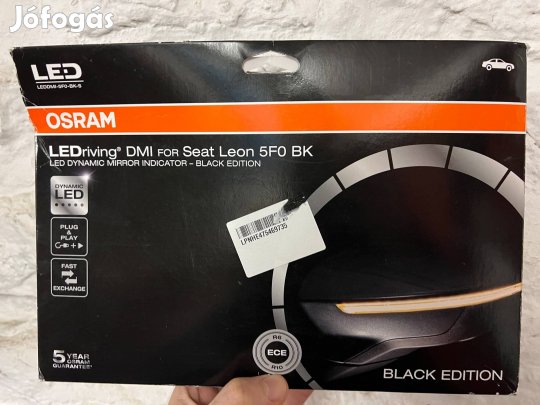 Jófogás
LED
LEDDMI-5F0-BK-S
OSRAM
LEDriving® DMI FOR Seat Leon 5F0 BK
LED DYNAMIC MIRROR INDICATOR – BLACK EDITION
DYNAMIC
LED
PLUG
&
PLAY
FAST
EXCHANGE
LPNHE475469735
5 YEAR
OSRAM
GUARANTEE
R6
ECE
R10
BLACK EDITION